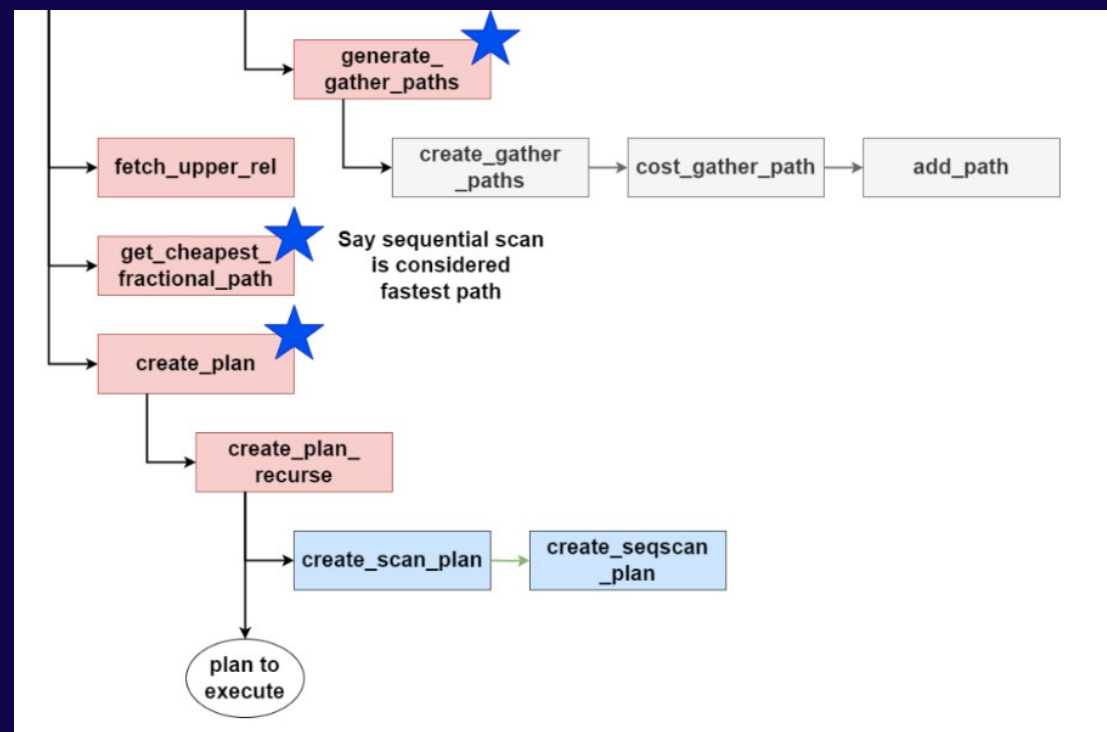 generate_
gather_paths
fetch_upper_rel
create_gather
_paths
cost_gather_path
add_path
get_cheapest_
fractional_path
Say sequential scan
is considered
fastest path
create_plan
create_plan_
recurse
create_scan_plan
create_seqscan
_plan
plan to
execute